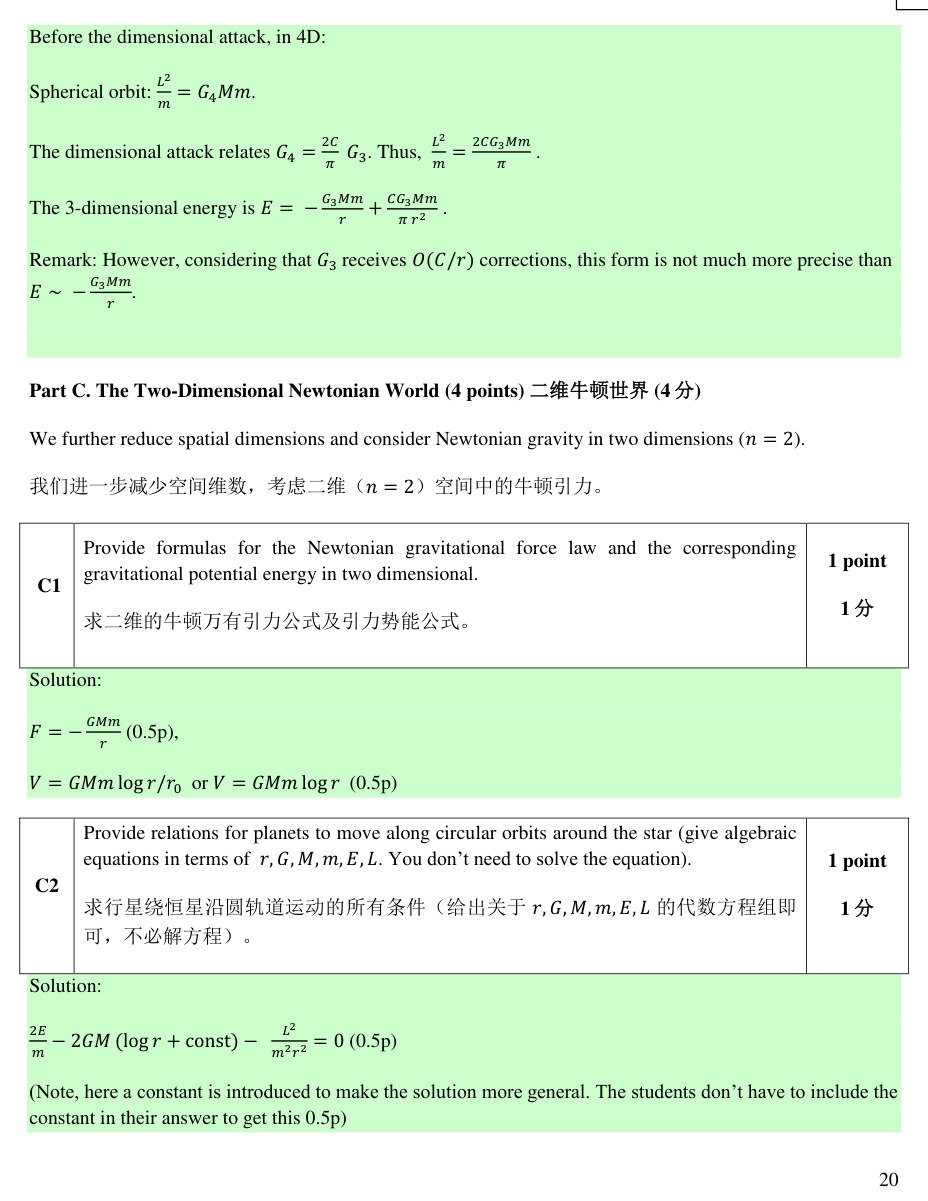 Before the dimensional attack, in 4D:
Spherical orbit: L²/m = G₄Mm.
The dimensional attack relates G₄ = 2C/π G₃. Thus, L²/m = 2CG₃Mm/π .
The 3-dimensional energy is E = − G₃Mm/r + CG₃Mm/π r² .
Remark: However, considering that G₃ receives O(C/r) corrections, this form is not much more precise than
E ~ − G₃Mm/r.
Part C. The Two-Dimensional Newtonian World (4 points) 二维牛顿世界 (4 分)
We further reduce spatial dimensions and consider Newtonian gravity in two dimensions (n = 2).
我们进一步减少空间维数，考虑二维（n = 2）空间中的牛顿引力。
C1
Provide formulas for the Newtonian gravitational force law and the corresponding
gravitational potential energy in two dimensional.
求二维的牛顿万有引力公式及引力势能公式。
1 point
1 分
Solution:
F = − GMm/r (0.5p),
V = GMm log r/r₀ or V = GMm log r (0.5p)
C2
Provide relations for planets to move along circular orbits around the star (give algebraic
equations in terms of r, G, M, m, E, L. You don’t need to solve the equation).
求行星绕恒星沿圆轨道运动的所有条件（给出关于 r, G, M, m, E, L 的代数方程组即
可，不必解方程）。
1 point
1 分
Solution:
2E/m − 2GM (log r + const) − L²/m²r² = 0 (0.5p)
(Note, here a constant is introduced to make the solution more general. The students don’t have to include the
constant in their answer to get this 0.5p)
20